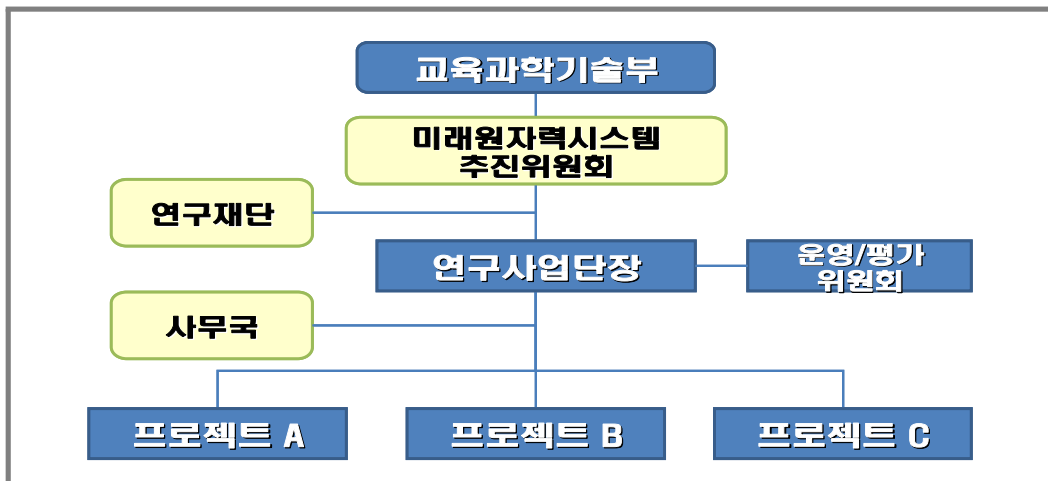 교육과학기술부
미래원자력시스템
추진위원회
연구재단
연구사업단장
운영/평가
위원회
사무국
프로젝트 A
프로젝트 B
프로젝트 C